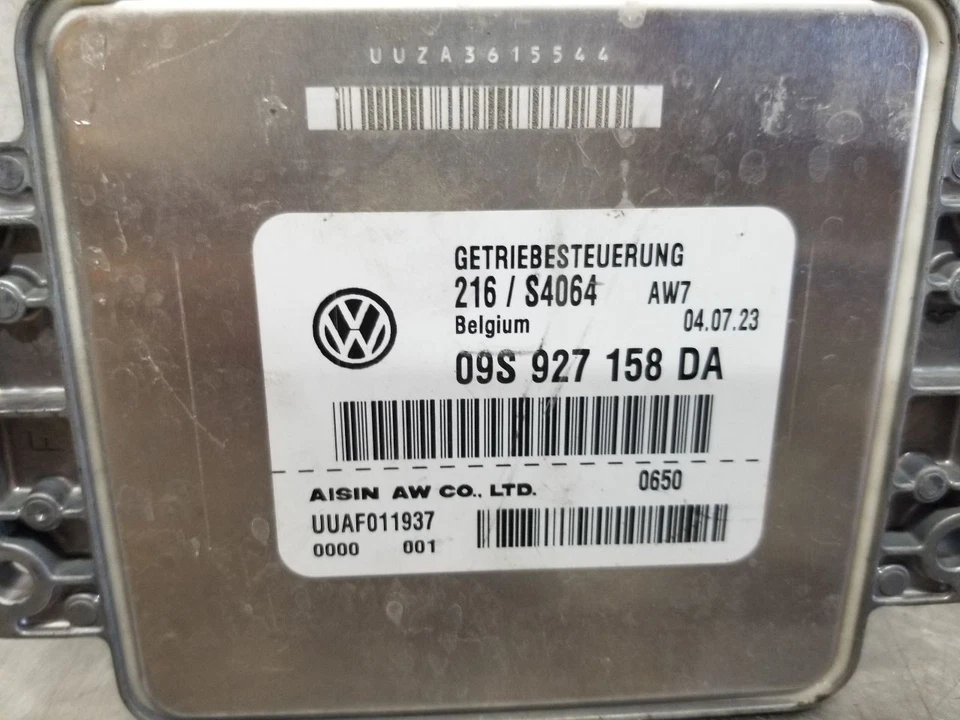 UUZA3615544
GETRIEBESTEUERUNG
216 / S4064 AW7
Belgium 04.07.23
09S 927 158 DA
AISIN AW CO., LTD. 0650
UUAF011937
0000 001